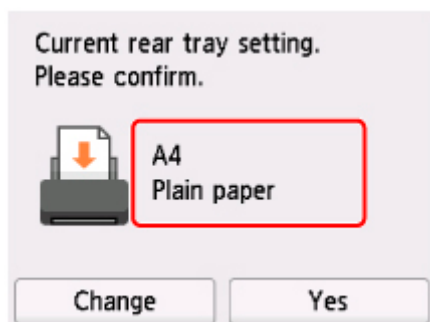 Current rear tray setting.
Please confirm.
A4
Plain paper
Change
Yes